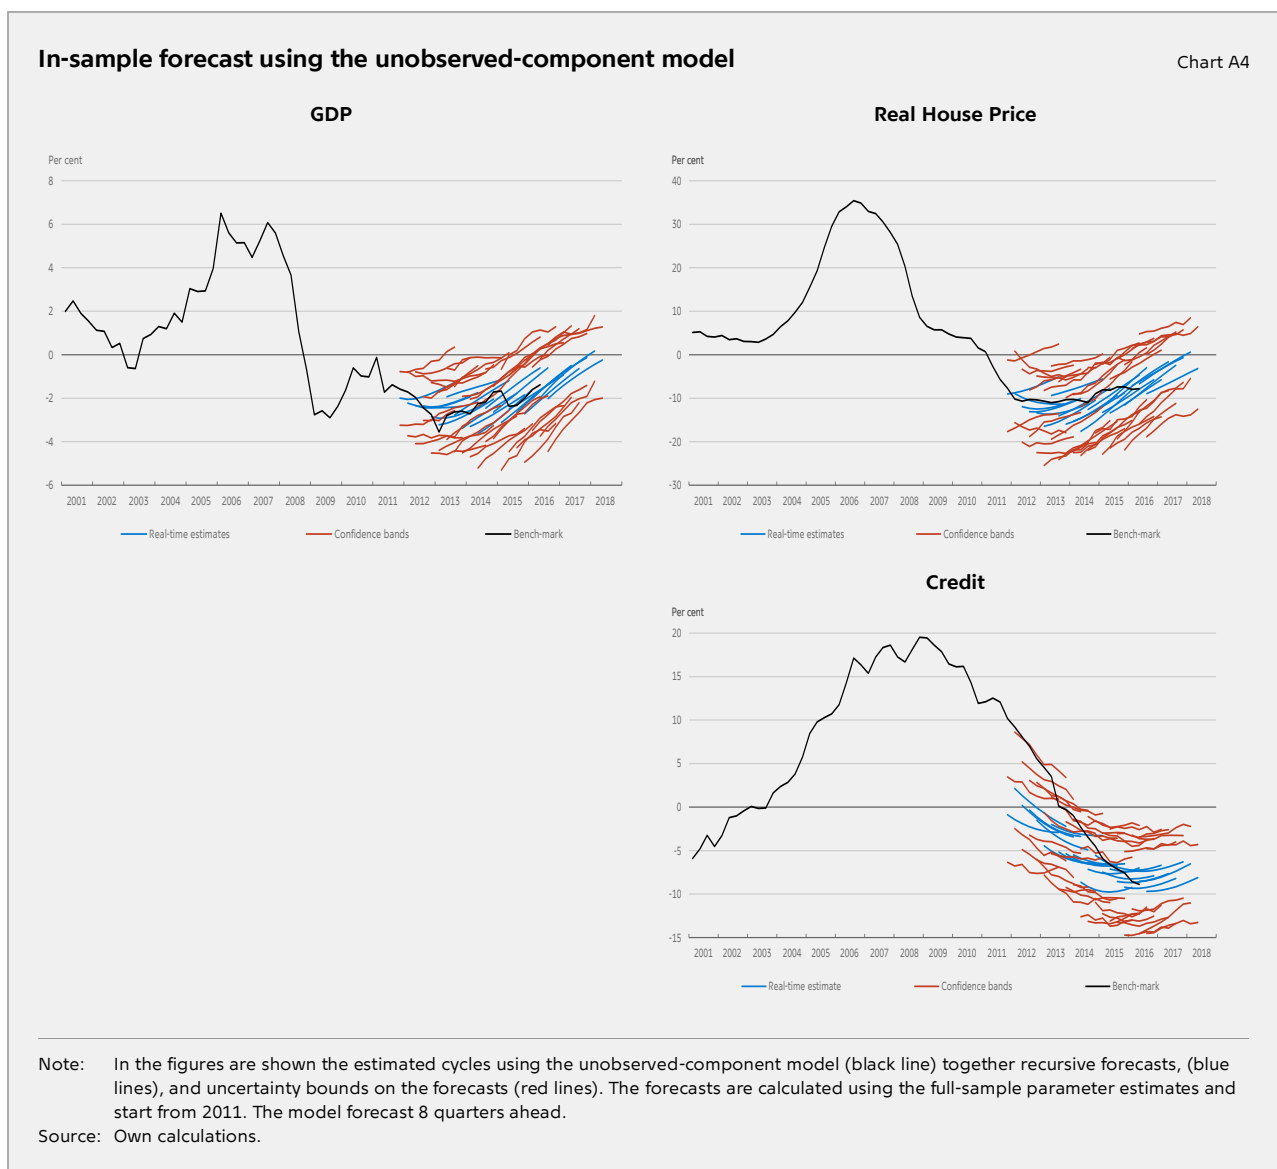 In-sample forecast using the unobserved-component model
Chart A4
GDP
Per cent
8
6
4
2
0
-2
-4
-6
2001 2002 2003 2004 2005 2006 2007 2008 2009 2010 2011 2012 2013 2014 2015 2016 2017 2018
Real-time estimates Confidence bands Bench-mark
Real House Price
Per cent
40
30
20
10
0
-10
-20
-30
2001 2002 2003 2004 2005 2006 2007 2008 2009 2010 2011 2012 2013 2014 2015 2016 2017 2018
Real-time estimates Confidence bands Bench-mark
Credit
Per cent
20
15
10
5
0
-5
-10
-15
2001 2002 2003 2004 2005 2006 2007 2008 2009 2010 2011 2012 2013 2014 2015 2016 2017 2018
Real-time estimate Confidence bands Bench-mark
Note: In the figures are shown the estimated cycles using the unobserved-component model (black line) together recursive forecasts, (blue
lines), and uncertainty bounds on the forecasts (red lines). The forecasts are calculated using the full-sample parameter estimates and
start from 2011. The model forecast 8 quarters ahead.
Source: Own calculations.